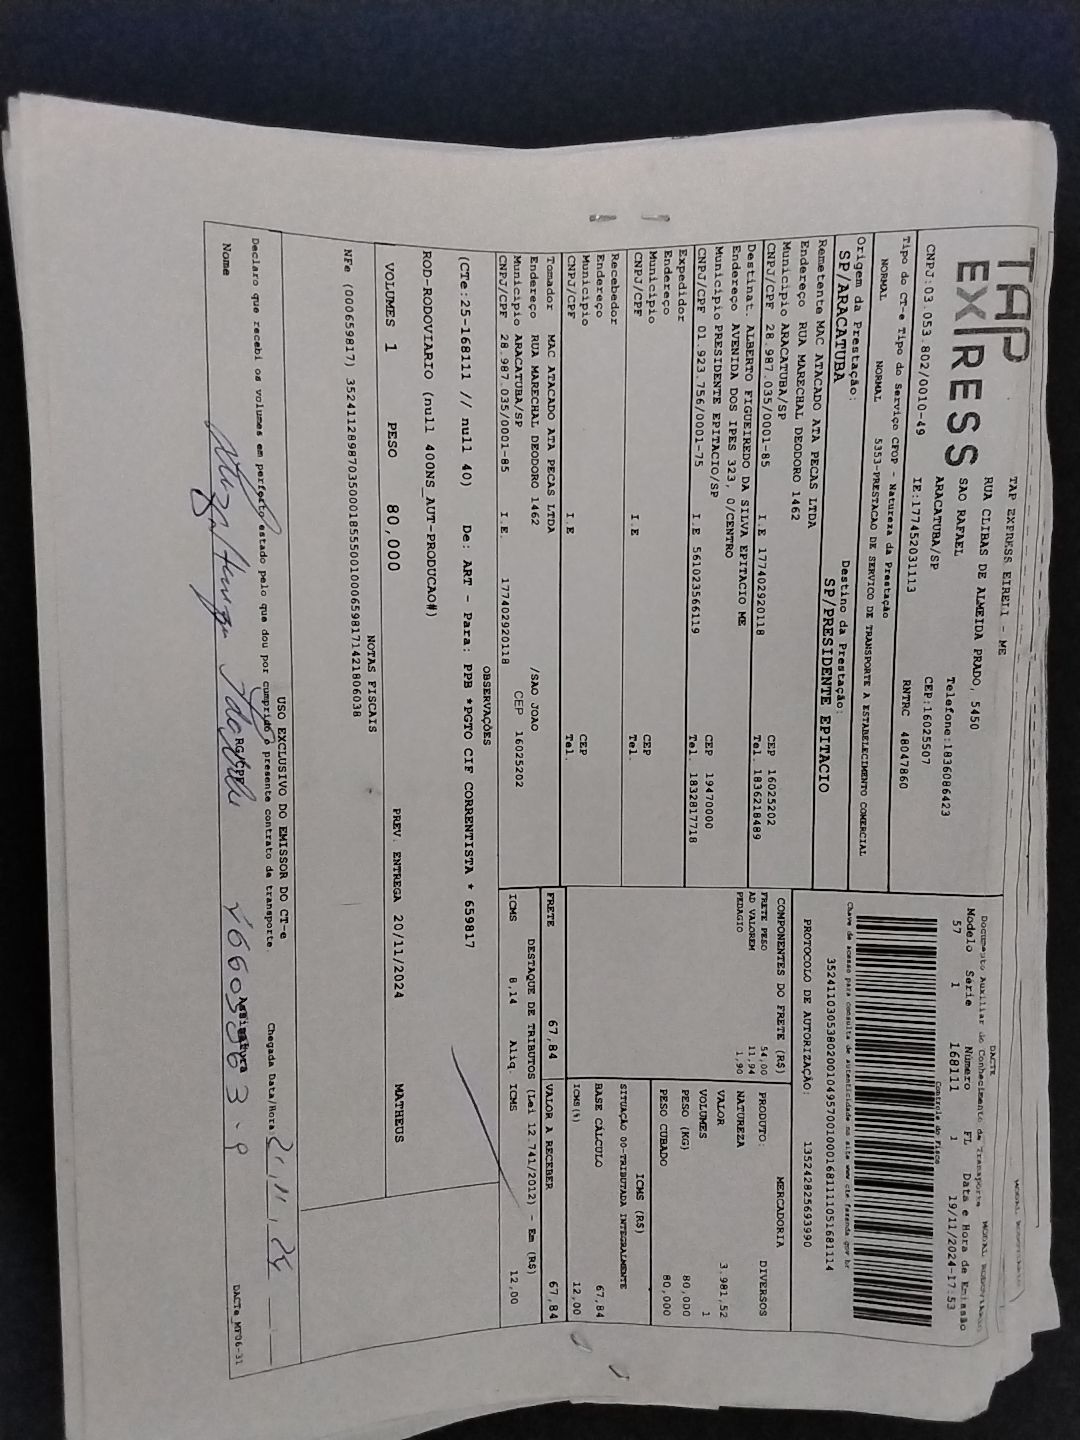 TAP
EXPRESS
TAP EXPRESS EIRELI - ME
RUA CLIBAS DE ALMEIDA PRADO, 5450
SAO RAFAEL
ARACATUBA/SP
Telefone:1836086423
CEP:16025507
CNPJ:03.053.802/0010-49 IE:177452031113 RNTRC 48047860
DACTE
Documento Auxiliar do Conhecimento de Transporte
Modelo Série Número FL Data e Hora de Emissão
57 1 168111 1 19/11/2024-17:53
Controle do Fisco
Chave de acesso para consulta de autenticidade no site www.cte.fazenda.gov.br
35241103053802001049570010001681111051681114
PROTOCOLO DE AUTORIZAÇÃO: 135242825693990
Tipo do CT-e Tipo do Serviço CFOP - Natureza da Prestação
NORMAL NORMAL 5353-PRESTACAO DE SERVICO DE TRANSPORTE A ESTABELECIMENTO COMERCIAL
Origem da Prestação: Destino da Prestação:
SP/ARACATUBA SP/PRESIDENTE EPITACIO
Remetente MAC ATACADO ATA PECAS LTDA
Endereço RUA MARECHAL DEODORO 1462
Município ARACATUBA/SP CEP 16025202
CNPJ/CPF 28.987.035/0001-85 I.E 177402920118 Tel. 1836218489
Destinat. ALBERTO FIGUEIREDO DA SILVA EPITACIO ME
Endereço AVENIDA DOS IPES 323, 0/CENTRO
Município PRESIDENTE EPITACIO/SP CEP 19470000
CNPJ/CPF 01.923.756/0001-75 I.E 561023566119 Tel. 1832817718
Expedidor
Endereço
Município CEP
CNPJ/CPF I.E Tel.
Recebedor
Endereço
Município CEP
CNPJ/CPF I.E Tel.
Tomador MAC ATACADO ATA PECAS LTDA
Endereço RUA MARECHAL DEODORO 1462 /SAO JOAO
Município ARACATUBA/SP CEP 16025202
CNPJ/CPF 28.987.035/0001-85 I.E. 177402920118
COMPONENTES DO FRETE (R$)
FRETE PESO 54,00
AD VALOREM 11,94
PEDAGIO 1,90
MERCADORIA
PRODUTO: DIVERSOS
NATUREZA
VALOR 3.981,52
VOLUMES 1
PESO (KG) 80,000
PESO CUBADO 80,000
ICMS (R$)
SITUAÇÃO 00-TRIBUTADA INTEGRALMENTE
BASE CÁLCULO 67,84
ICMS(%) 12,00
FRETE 67,84 VALOR A RECEBER 67,84
DESTAQUE DE TRIBUTOS (Lei 12.741/2012) - Em (R$)
ICMS 8,14 Aliq. ICMS 12,00
OBSERVAÇÕES
(CTe:25-168111 // null 40) De: ART - Para: PPB *PGTO CIF CORRENTISTA * 659817
ROD-RODOVIARIO (null 400NS_AUT-PRODUCAO#)
VOLUMES 1 PESO 80,000 PREV. ENTREGA 20/11/2024 MATHEUS
NOTAS FISCAIS
NFe (000659817) 35241128987035000185550010006598171421806038
USO EXCLUSIVO DO EMISSOR DO CT-e
Declaro que recebi os volumes em perfeito estado pelo que dou por cumprido o presente contrato de transporte Chegada Data/Hora 21,11,24
Nome RG/CPF Assinatura
DACTe_MT06-31